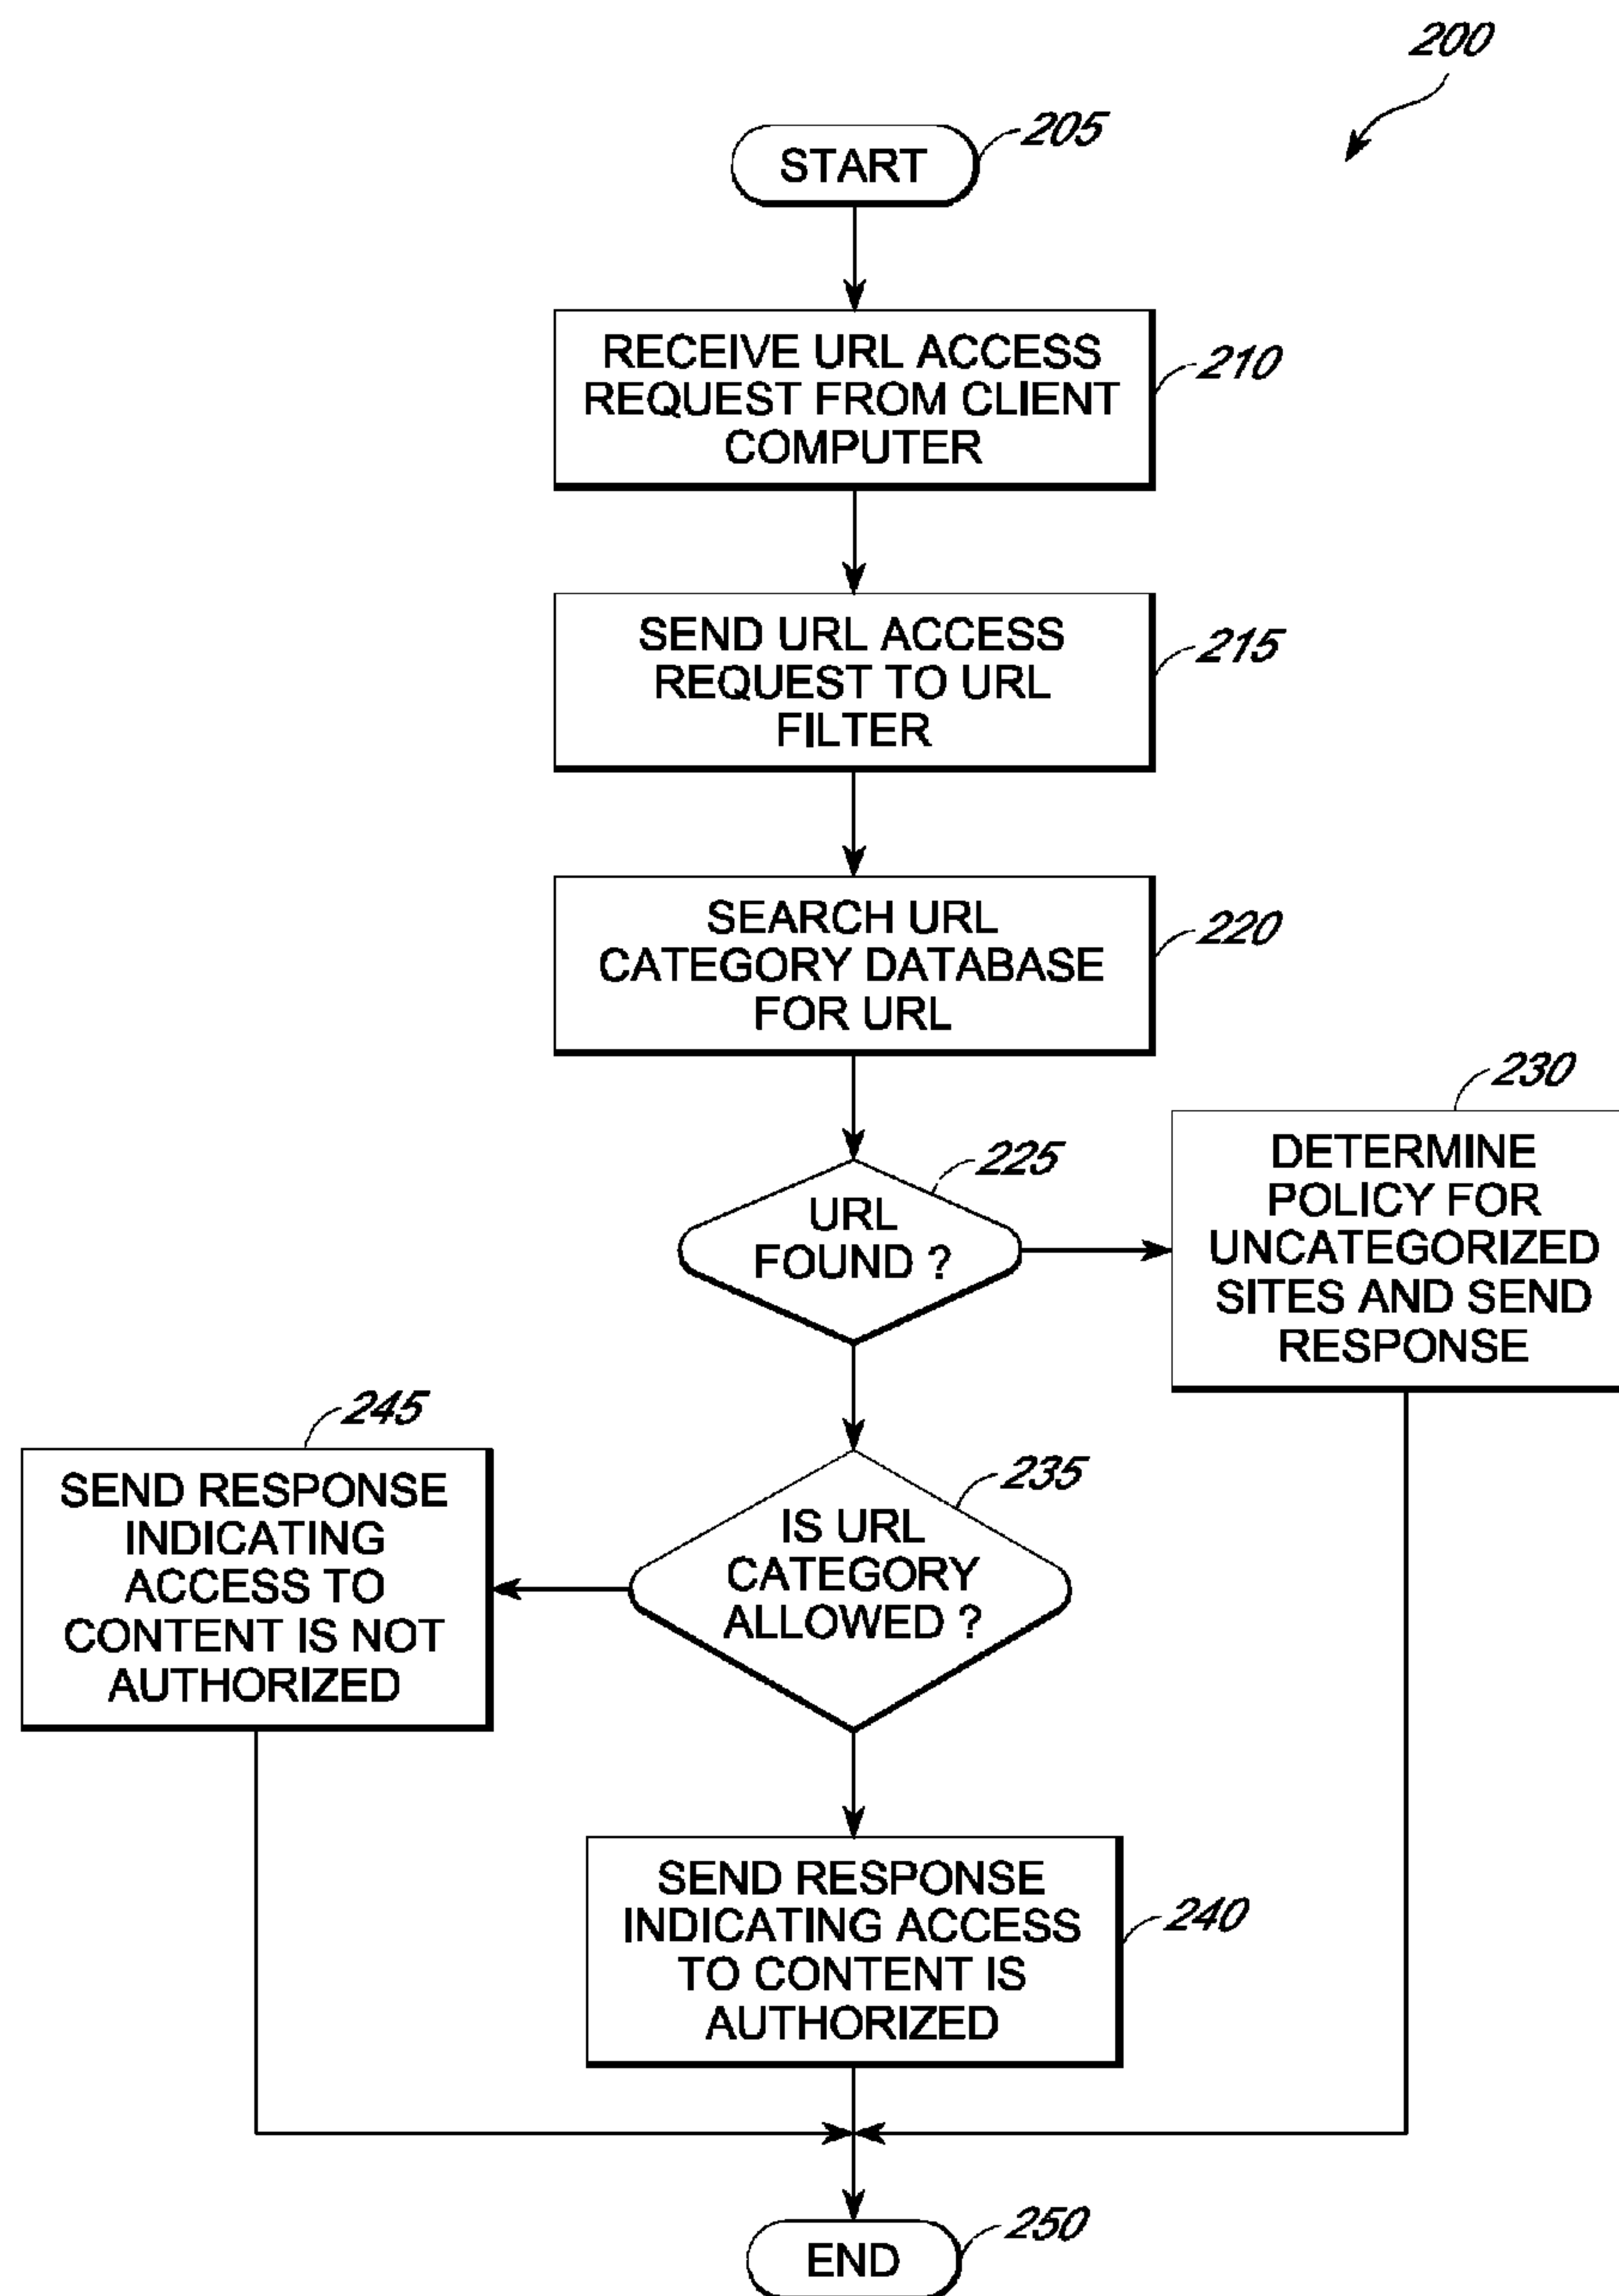 200
START
205
RECEIVE URL ACCESS
REQUEST FROM CLIENT
COMPUTER
210
SEND URL ACCESS
REQUEST TO URL
FILTER
215
SEARCH URL
CATEGORY DATABASE
FOR URL
220
URL
FOUND ?
225
DETERMINE
POLICY FOR
UNCATEGORIZED
SITES AND SEND
RESPONSE
230
IS URL
CATEGORY
ALLOWED ?
235
SEND RESPONSE
INDICATING
ACCESS TO
CONTENT IS NOT
AUTHORIZED
245
SEND RESPONSE
INDICATING ACCESS
TO CONTENT IS
AUTHORIZED
240
END
250